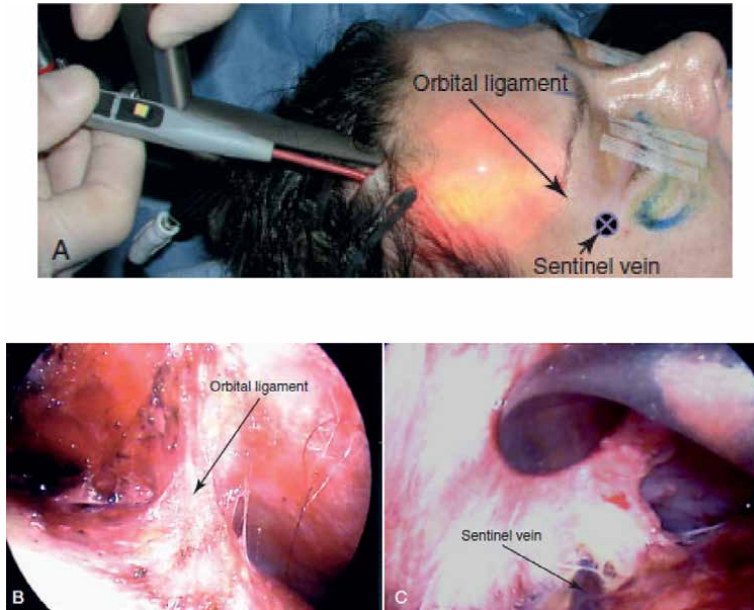 Orbital ligament
Sentinel vein
A
Orbital ligament
B
Sentinel vein
C